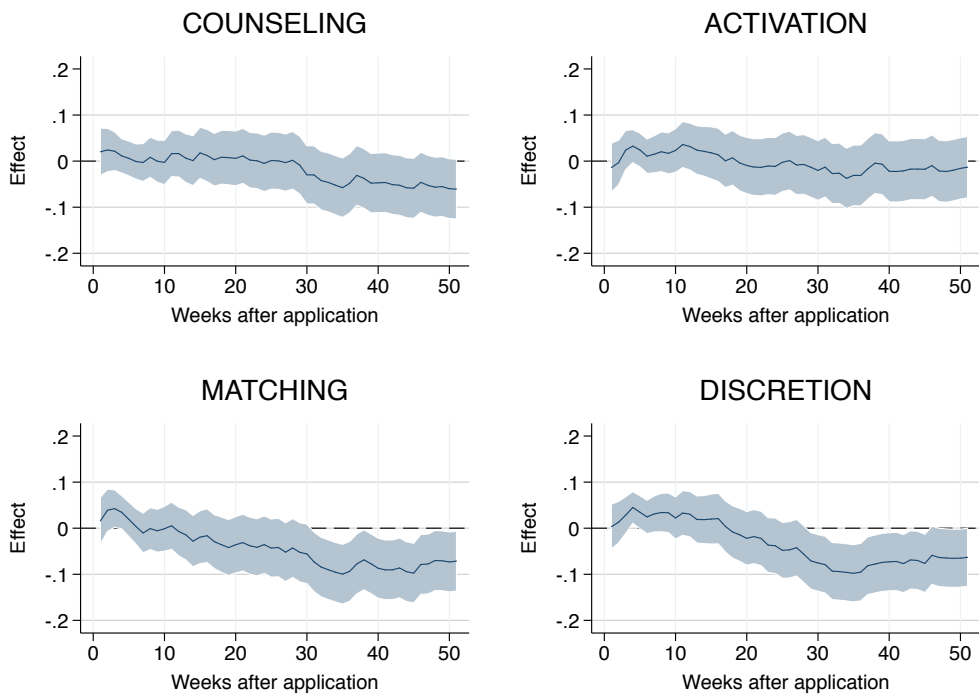 COUNSELING
.2
.1
0
-.1
-.2
Effect
0 10 20 30 40 50
Weeks after application
ACTIVATION
.2
.1
0
-.1
-.2
Effect
0 10 20 30 40 50
Weeks after application
MATCHING
.2
.1
0
-.1
-.2
Effect
0 10 20 30 40 50
Weeks after application
DISCRETION
.2
.1
0
-.1
-.2
Effect
0 10 20 30 40 50
Weeks after application